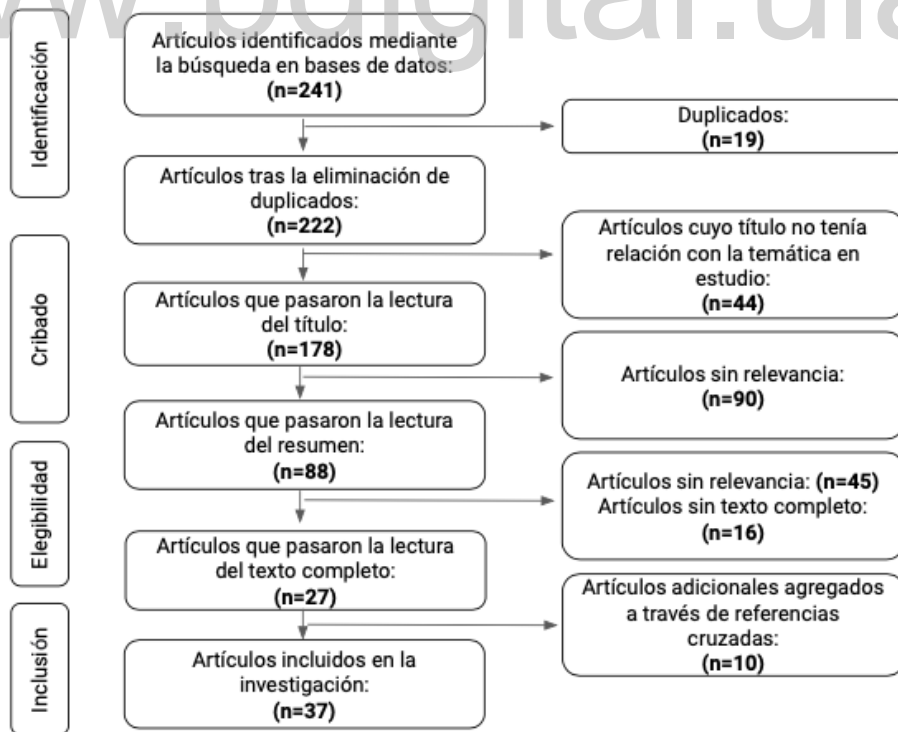 www.bdigital.ula
Identificación
Artículos identificados mediante
la búsqueda en bases de datos:
(n=241)
Duplicados:
(n=19)
Artículos tras la eliminación de
duplicados:
(n=222)
Cribado
Artículos cuyo título no tenía
relación con la temática en
estudio:
(n=44)
Artículos que pasaron la lectura
del título:
(n=178)
Artículos sin relevancia:
(n=90)
Artículos que pasaron la lectura
del resumen:
(n=88)
Elegibilidad
Artículos sin relevancia: (n=45)
Artículos sin texto completo:
(n=16)
Artículos que pasaron la lectura
del texto completo:
(n=27)
Inclusión
Artículos adicionales agregados
a través de referencias
cruzadas:
(n=10)
Artículos incluidos en la
investigación:
(n=37)